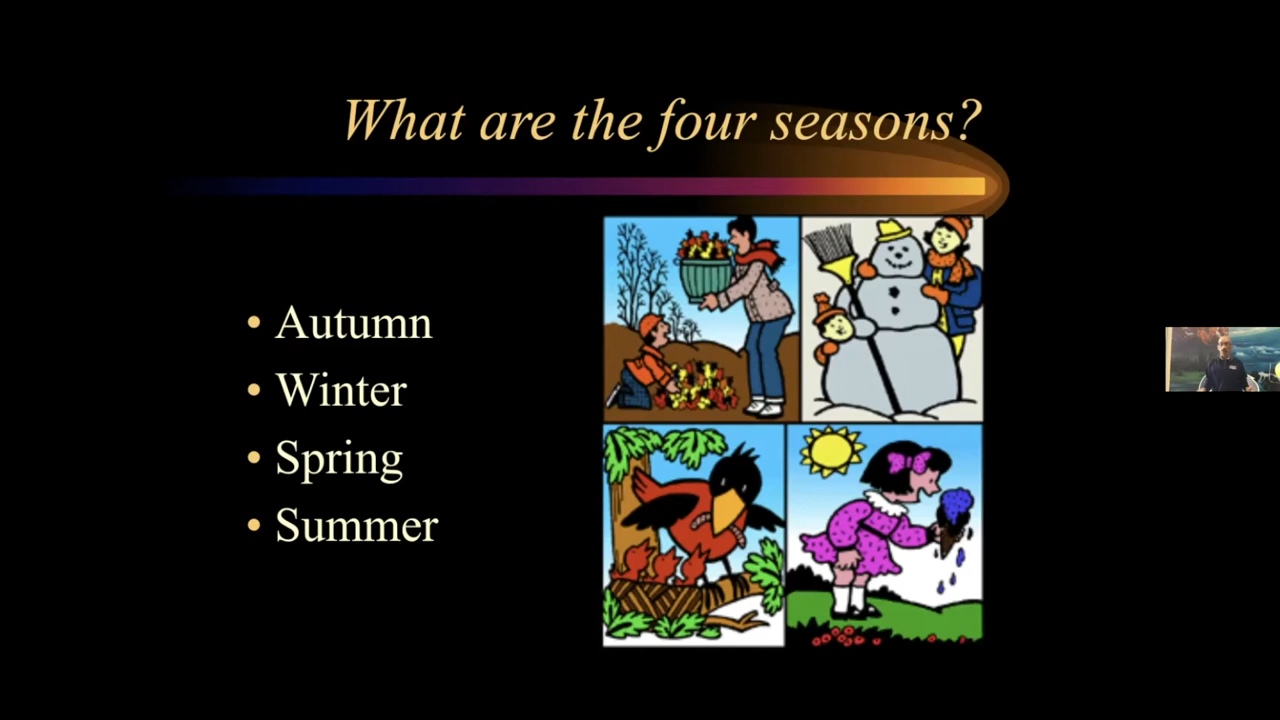 What are the four seasons?
• Autumn
• Winter
• Spring
• Summer